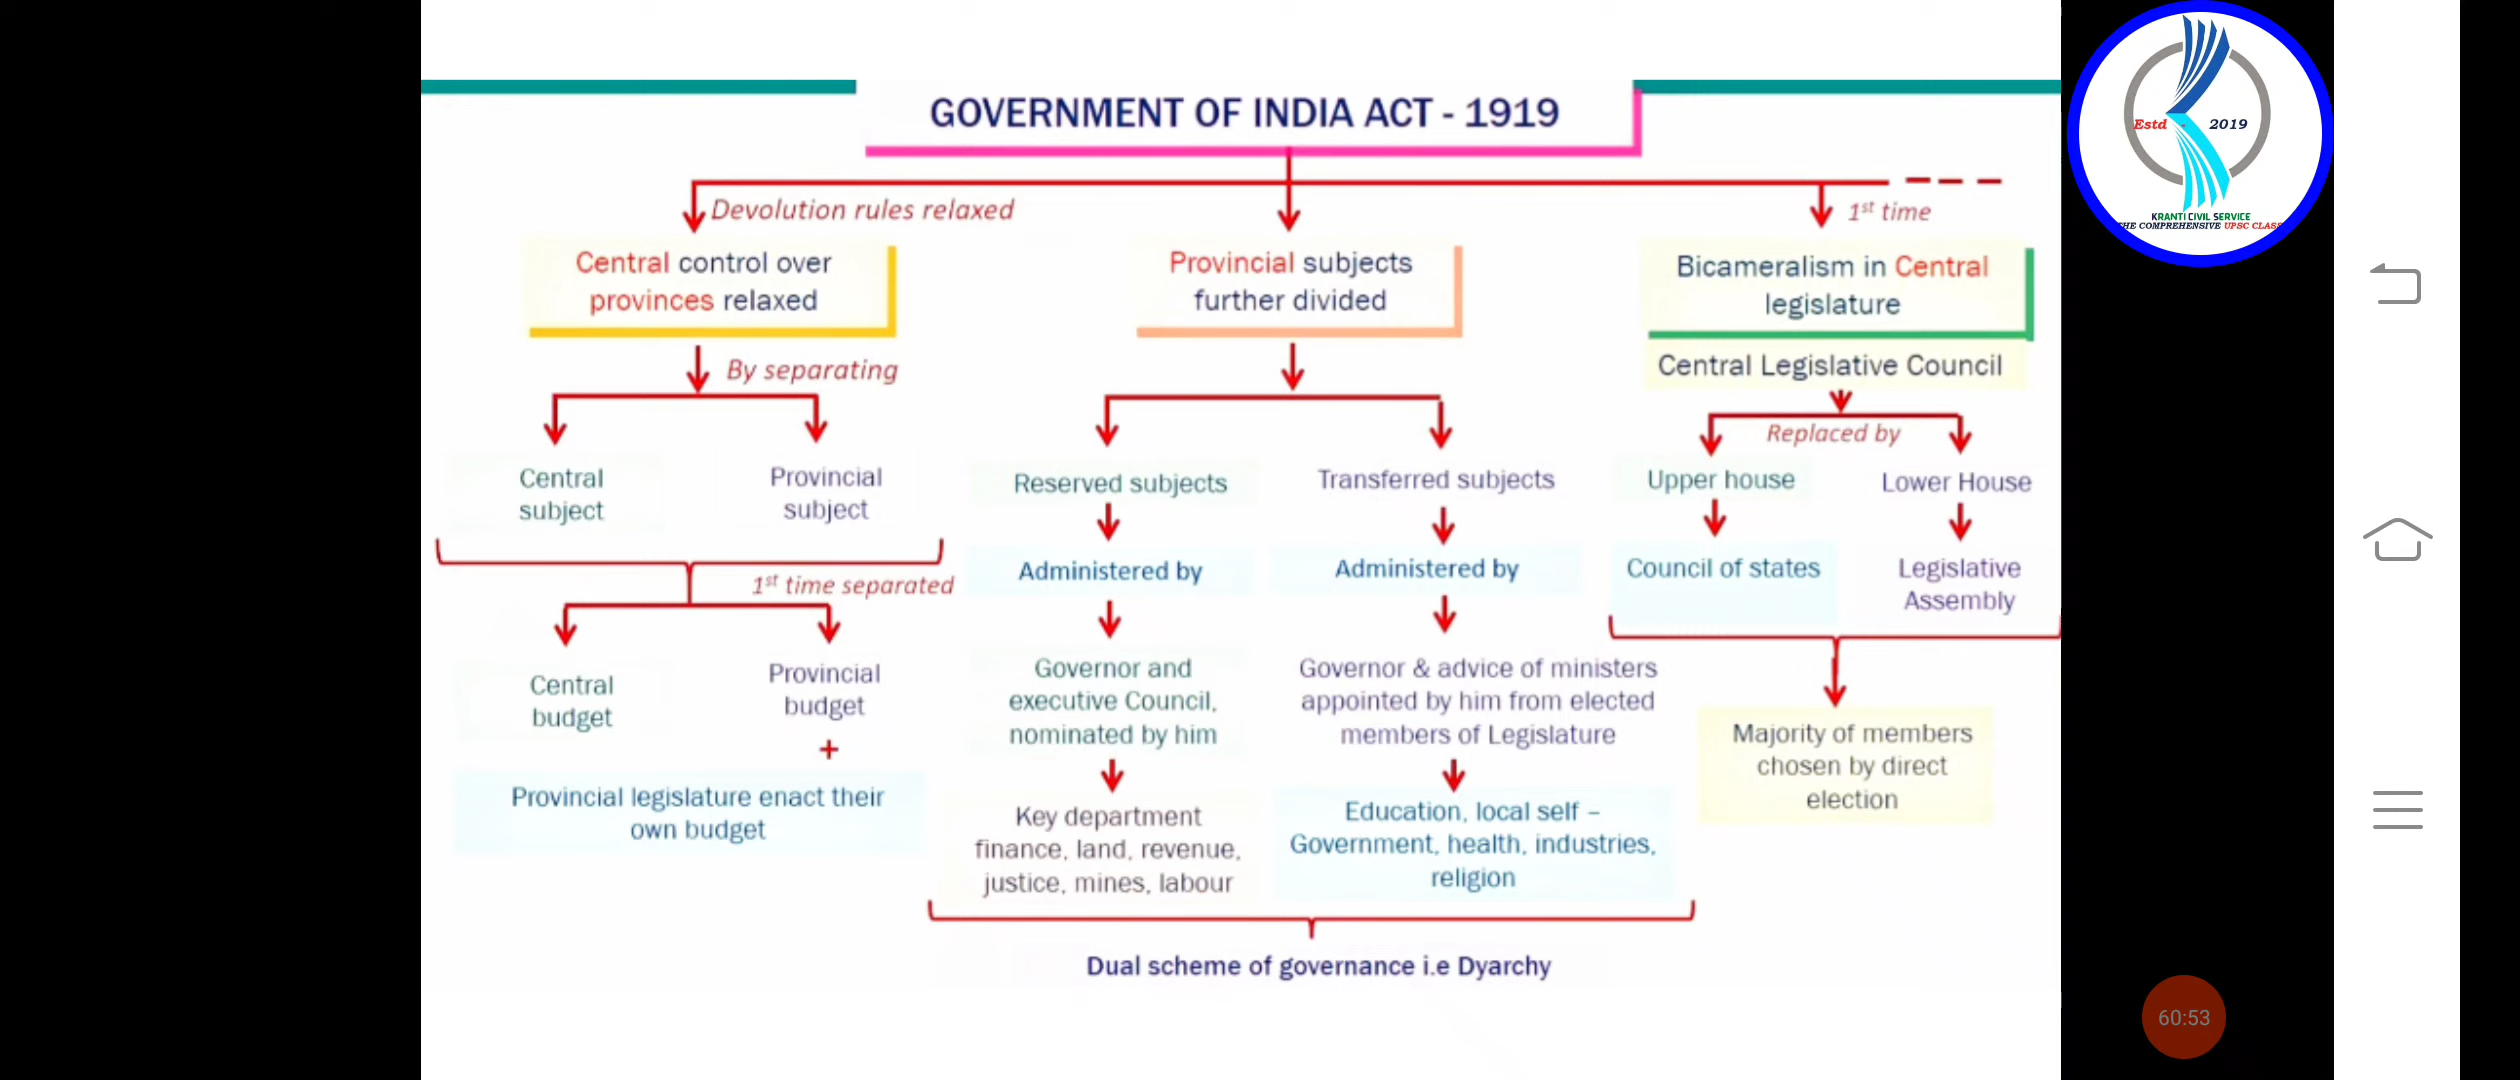 GOVERNMENT OF INDIA ACT - 1919
Devolution rules relaxed
Central control over
provinces relaxed
By separating
Central
subject
Provincial
subject
1st time separated
Central
budget
Provincial
budget
+
Provincial legislature enact their
own budget
Provincial subjects
further divided
Reserved subjects
Administered by
Governor and
executive Council,
nominated by him
Key department
finance, land, revenue,
justice, mines, labour
Transferred subjects
Administered by
Governor & advice of ministers
appointed by him from elected
members of Legislature
Education, local self –
Government, health, industries,
religion
Dual scheme of governance i.e Dyarchy
1st time
Bicameralism in Central
legislature
Central Legislative Council
Replaced by
Upper house
Council of states
Lower House
Legislative
Assembly
Majority of members
chosen by direct
election
Estd - 2019
KRANTI CIVIL SERVICE
THE COMPREHENSIVE UPSC CLASS
60:53